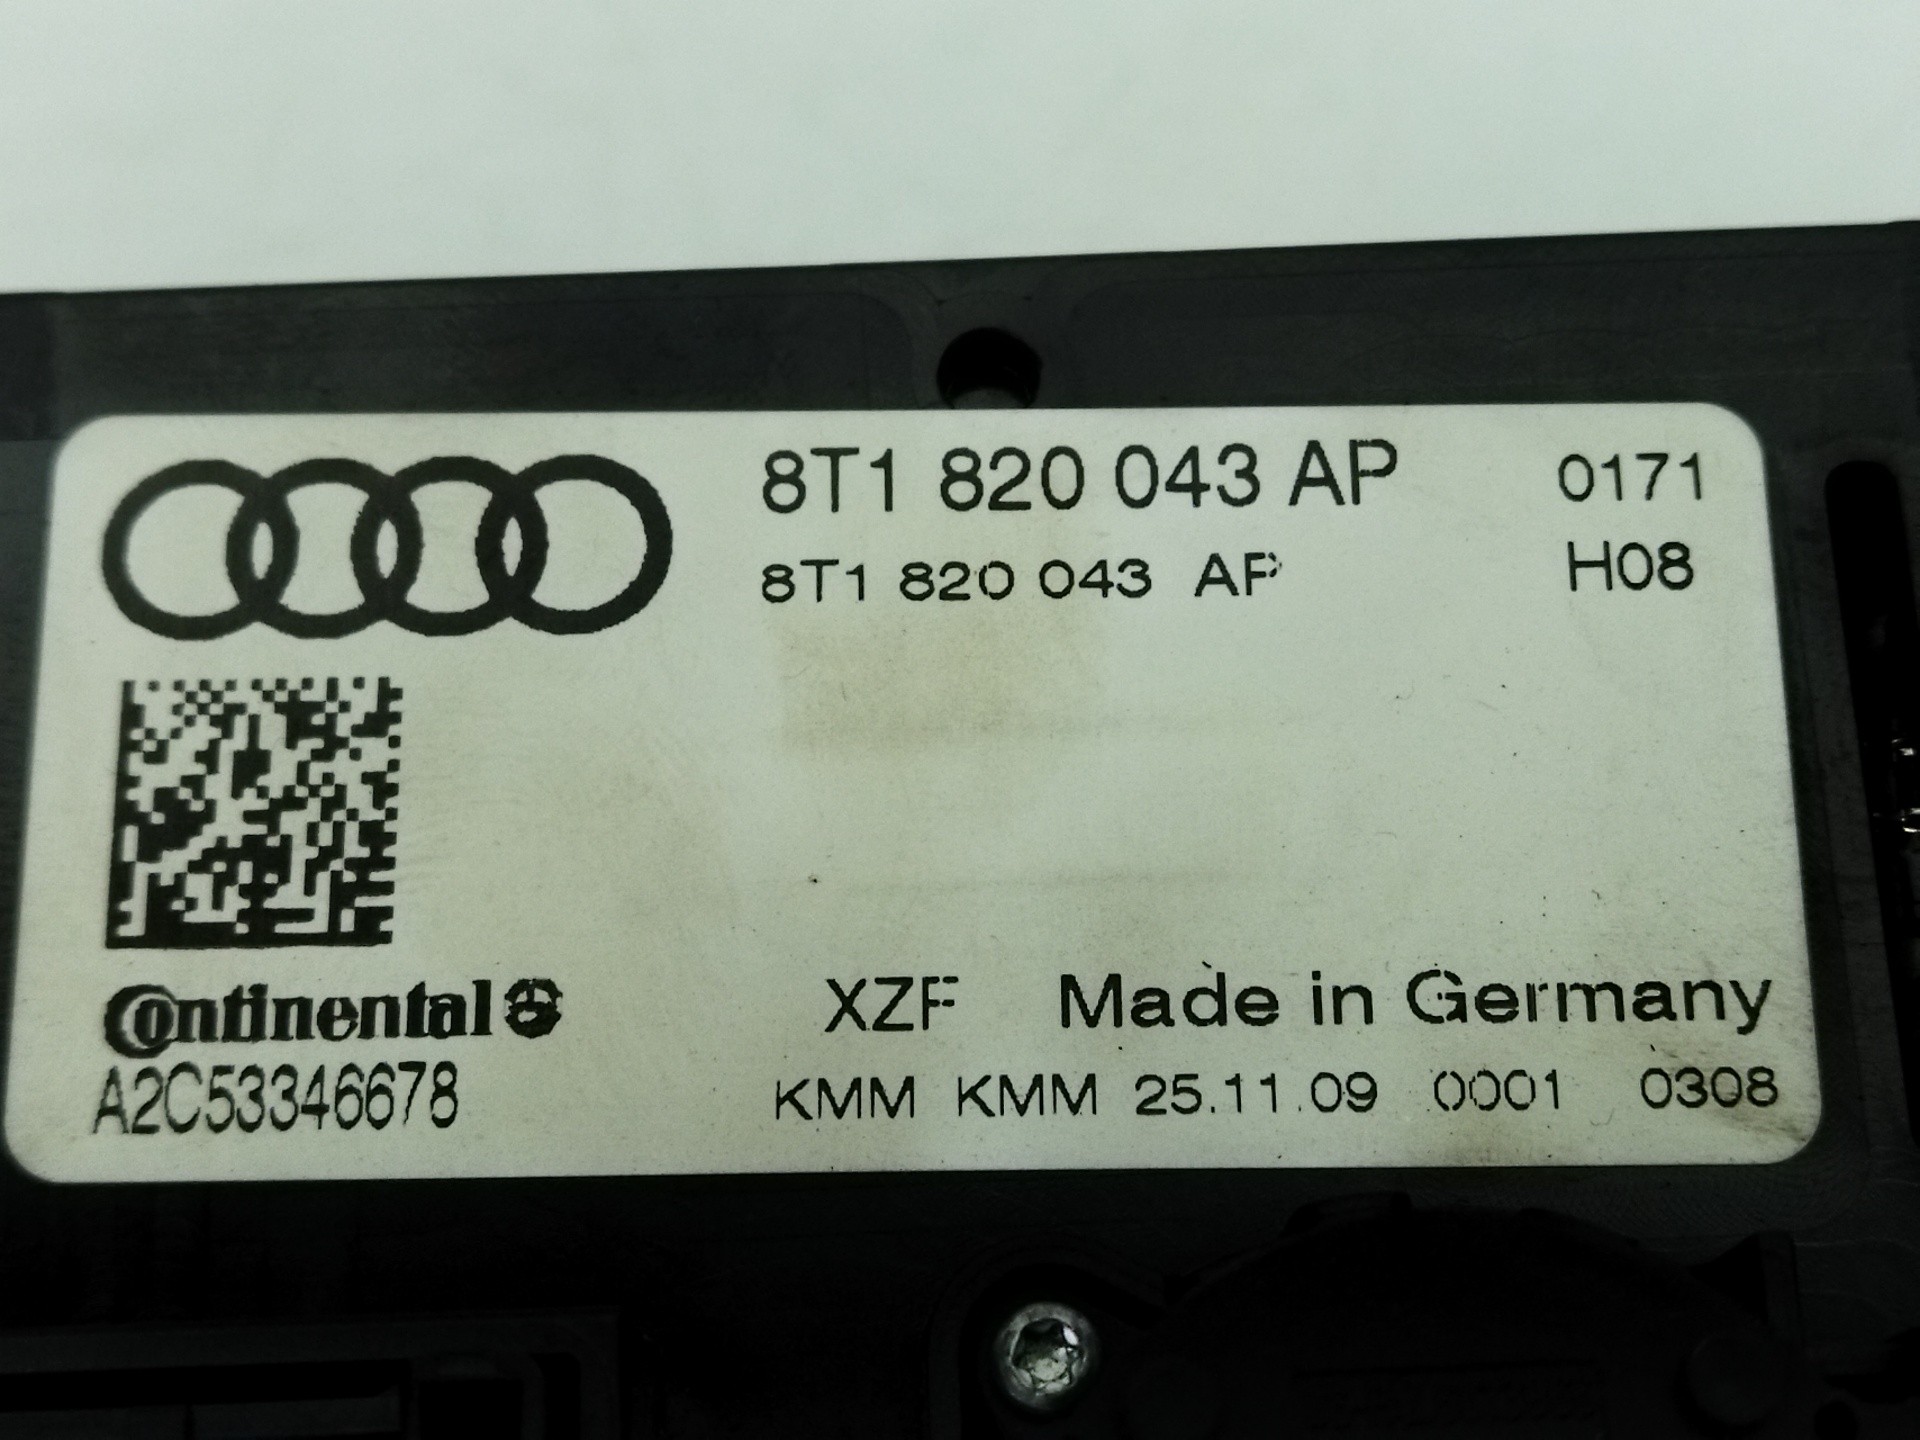 8T1 820 043 AP 0171
8T1 820 043 AP H08
Continental
A2C53346678
XZF Made in Germany
KMM KMM 25.11.09 0001 0308